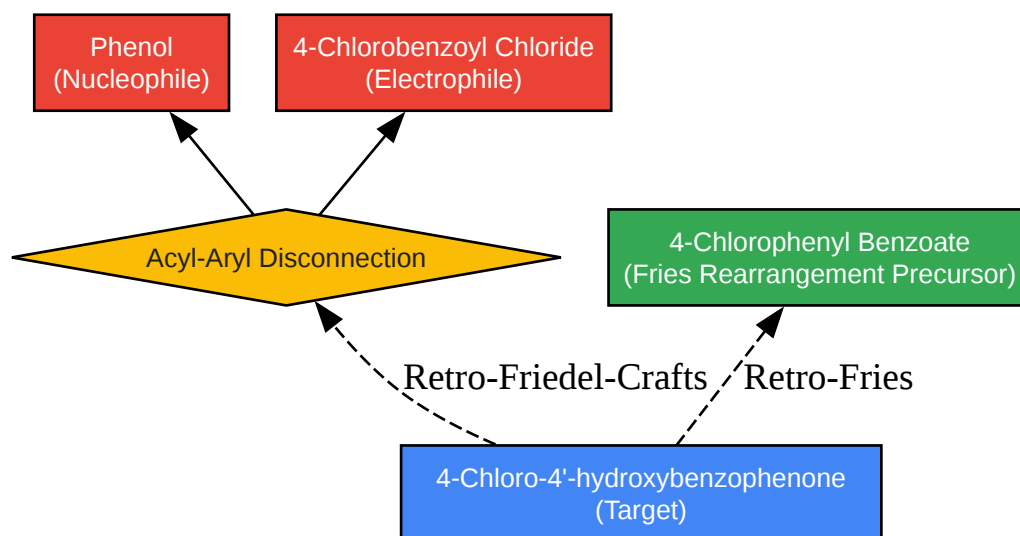 Phenol
(Nucleophile)
4-Chlorobenzoyl Chloride
(Electrophile)
Acyl-Aryl Disconnection
4-Chlorophenyl Benzoate
(Fries Rearrangement Precursor)
Retro-Friedel-Crafts
Retro-Fries
4-Chloro-4'-hydroxybenzophenone
(Target)